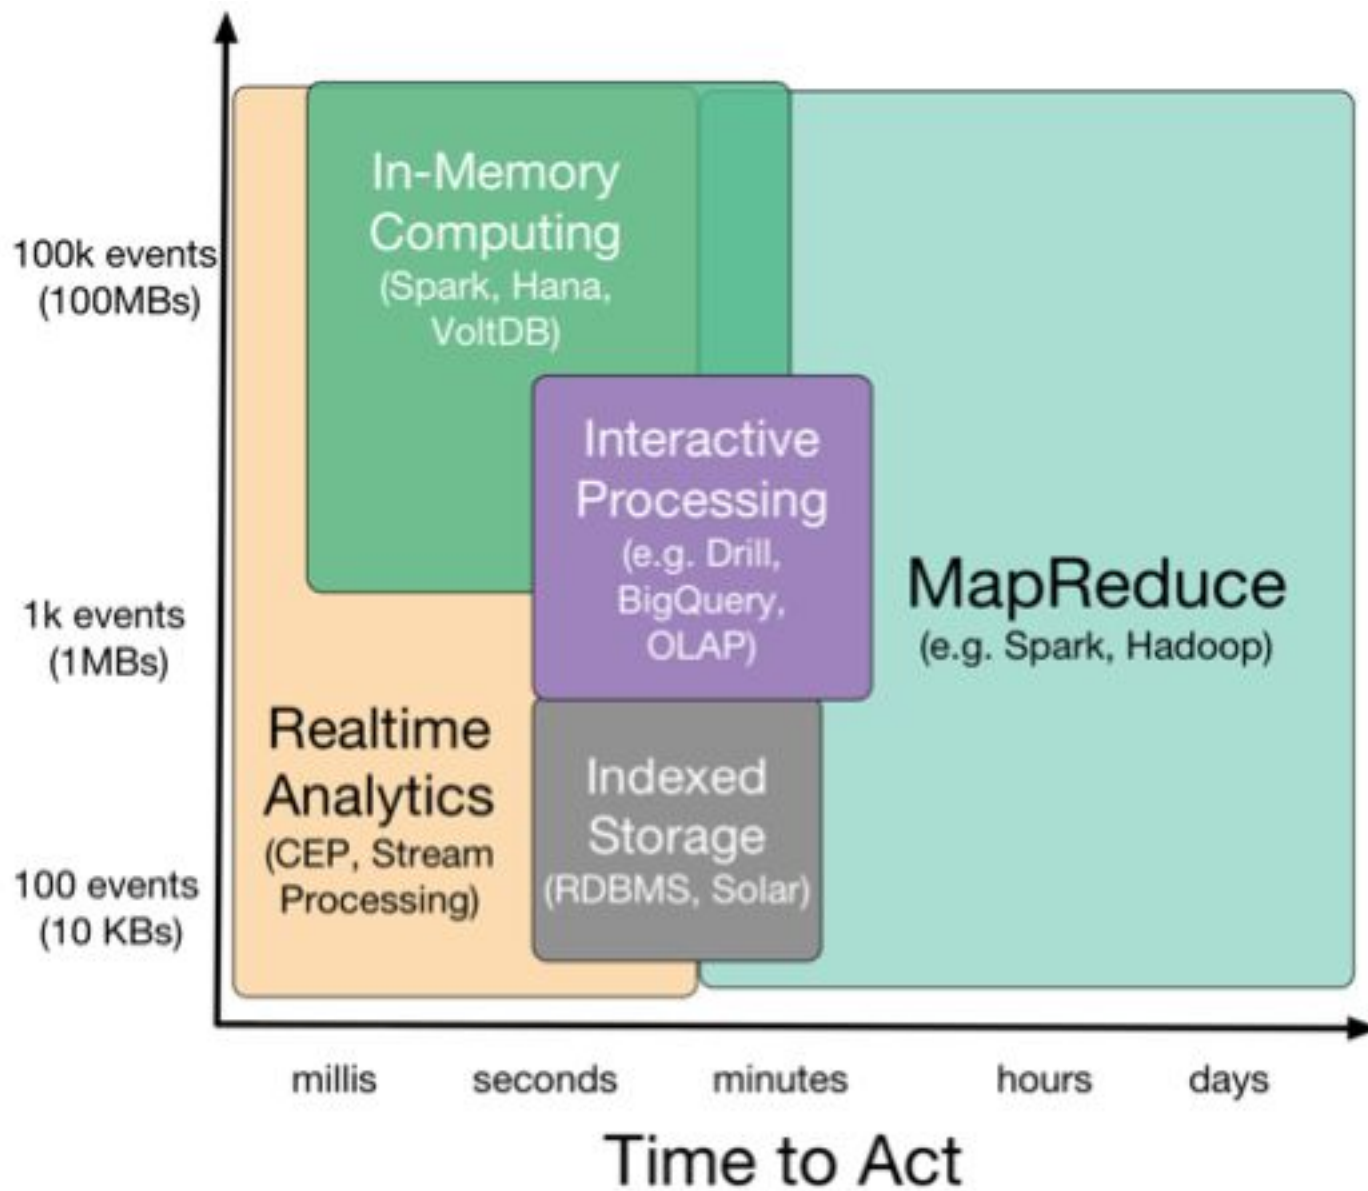 100k events
(100MBs)
1k events
(1MBs)
100 events
(10 KBs)
In-Memory
Computing
(Spark, Hana,
VoltDB)
Interactive
Processing
(e.g. Drill,
BigQuery,
OLAP)
MapReduce
(e.g. Spark, Hadoop)
Realtime
Analytics
(CEP, Stream
Processing)
Indexed
Storage
(RDBMS, Solar)
millis
seconds
minutes
hours
days
Time to Act